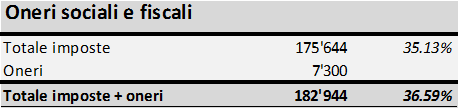 Oneri sociali e fiscali
Totale imposte 175'644 35.13%
Oneri 7'300
Totale imposte + oneri 182'944 36.59%